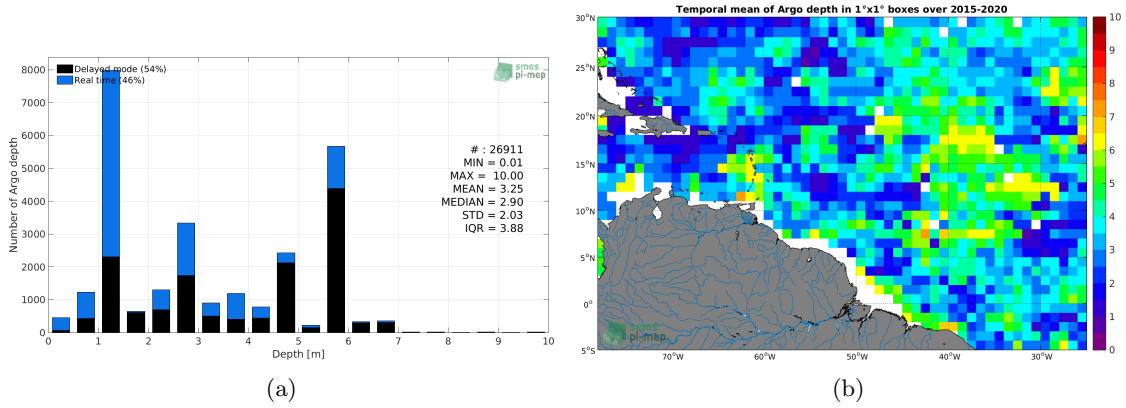 Delayed mode (54%)
Real time (46%)
smos
pi-mep
# : 26911
MIN = 0.01
MAX = 10.00
MEAN = 3.25
MEDIAN = 2.90
STD = 2.03
IQR = 3.88
Number of Argo depth
8000
7000
6000
5000
4000
3000
2000
1000
0
0 1 2 3 4 5 6 7 8 9 10
Depth [m]
(a)
Temporal mean of Argo depth in 1°x1° boxes over 2015-2020
30°N
25°N
20°N
15°N
10°N
5°N
0°
5°S
70°W 60°W 50°W 40°W 30°W
smos
pi-mep
10
9
8
7
6
5
4
3
2
1
0
(b)